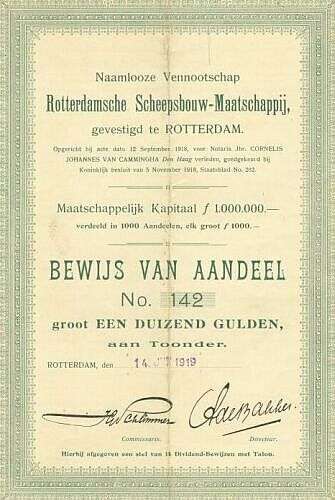 Naamlooze Vennootschap
Rotterdamsche Scheepsbouw-Maatschappij,
gevestigd te ROTTERDAM.
Opgericht bij acte dato 12 September 1918, voor Notaris Jhr. CORNELIS
JOHANNES VAN CAMMINGHA Den Haag verleden, goedgekeurd bij
Koninklijk besluit van 5 November 1918, Staatsblad No. 232.
Maatschappelijk Kapitaal f 1.000.000.—
verdeeld in 1000 Aandeelen, elk groot f 1000.—
BEWIJS VAN AANDEEL
No. 142
groot EEN DUIZEND GULDEN,
aan Toonder.
ROTTERDAM, den 14 1919
Commissaris. Directeur.
Hierbij afgegeven een stel van 15 Dividend-Bewijzen met Talon.